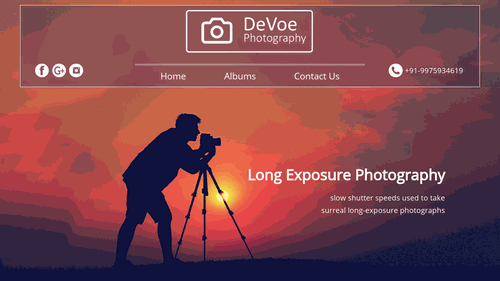 DeVoe
Photography
Home Albums Contact Us
+91-9975934619
Long Exposure Photography
slow shutter speeds used to take
surreal long-exposure photographs